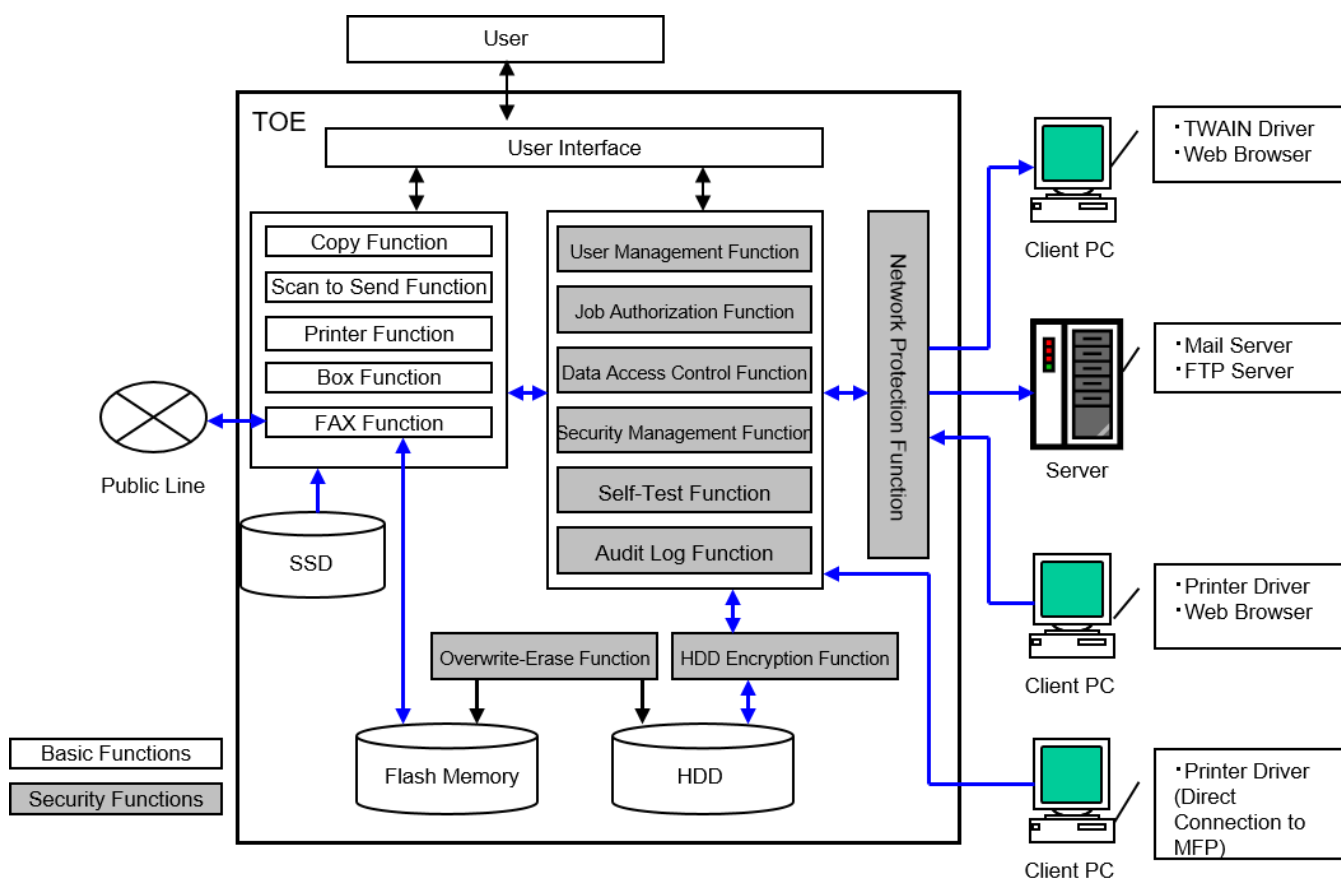 User
TOE
User Interface
Copy Function
Scan to Send Function
Printer Function
Box Function
FAX Function
User Management Function
Job Authorization Function
Data Access Control Function
Security Management Function
Self-Test Function
Audit Log Function
Network Protection Function
Public Line
SSD
Overwrite-Erase Function
HDD Encryption Function
Flash Memory
HDD
Basic Functions
Security Functions
・TWAIN Driver
・Web Browser
Client PC
・Mail Server
・FTP Server
Server
・Printer Driver
・Web Browser
Client PC
・Printer Driver
(Direct
Connection to
MFP)
Client PC